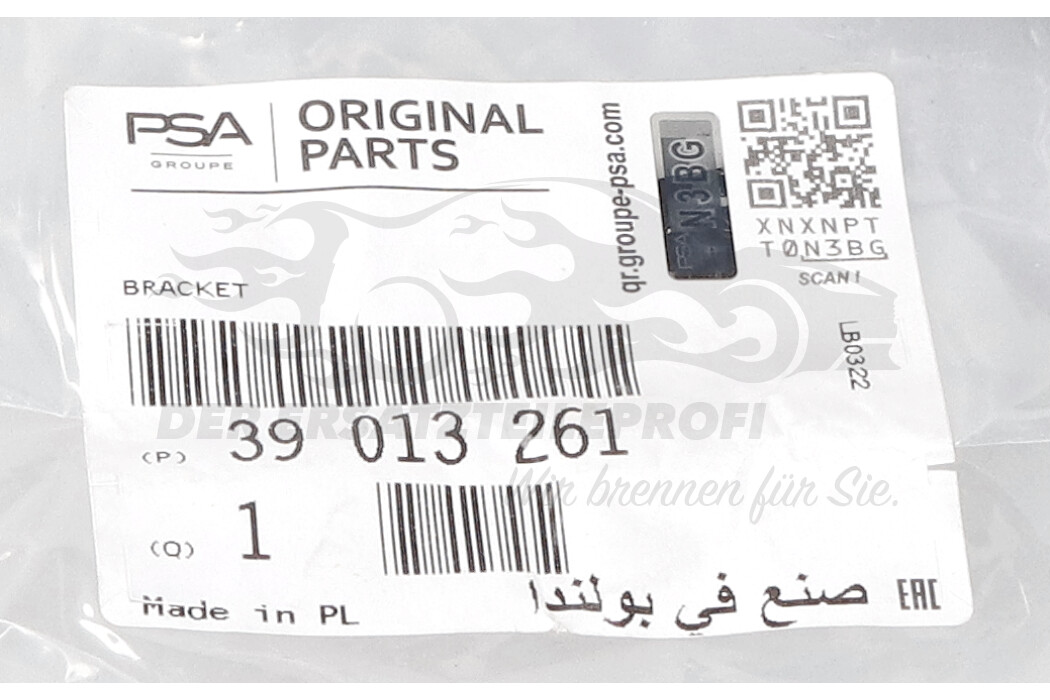 PSA
GROUPE
ORIGINAL
PARTS
qr.groupe-psa.com
PSA N3BG
XNXNPT
T0N3BG
SCAN !
BRACKET
LB0322
DER ERSATZTEILEPROFI
(P) 39 013 261
Wir brennen für Sie.
(Q) 1
Made in PL
صنع في بولندا
EAC